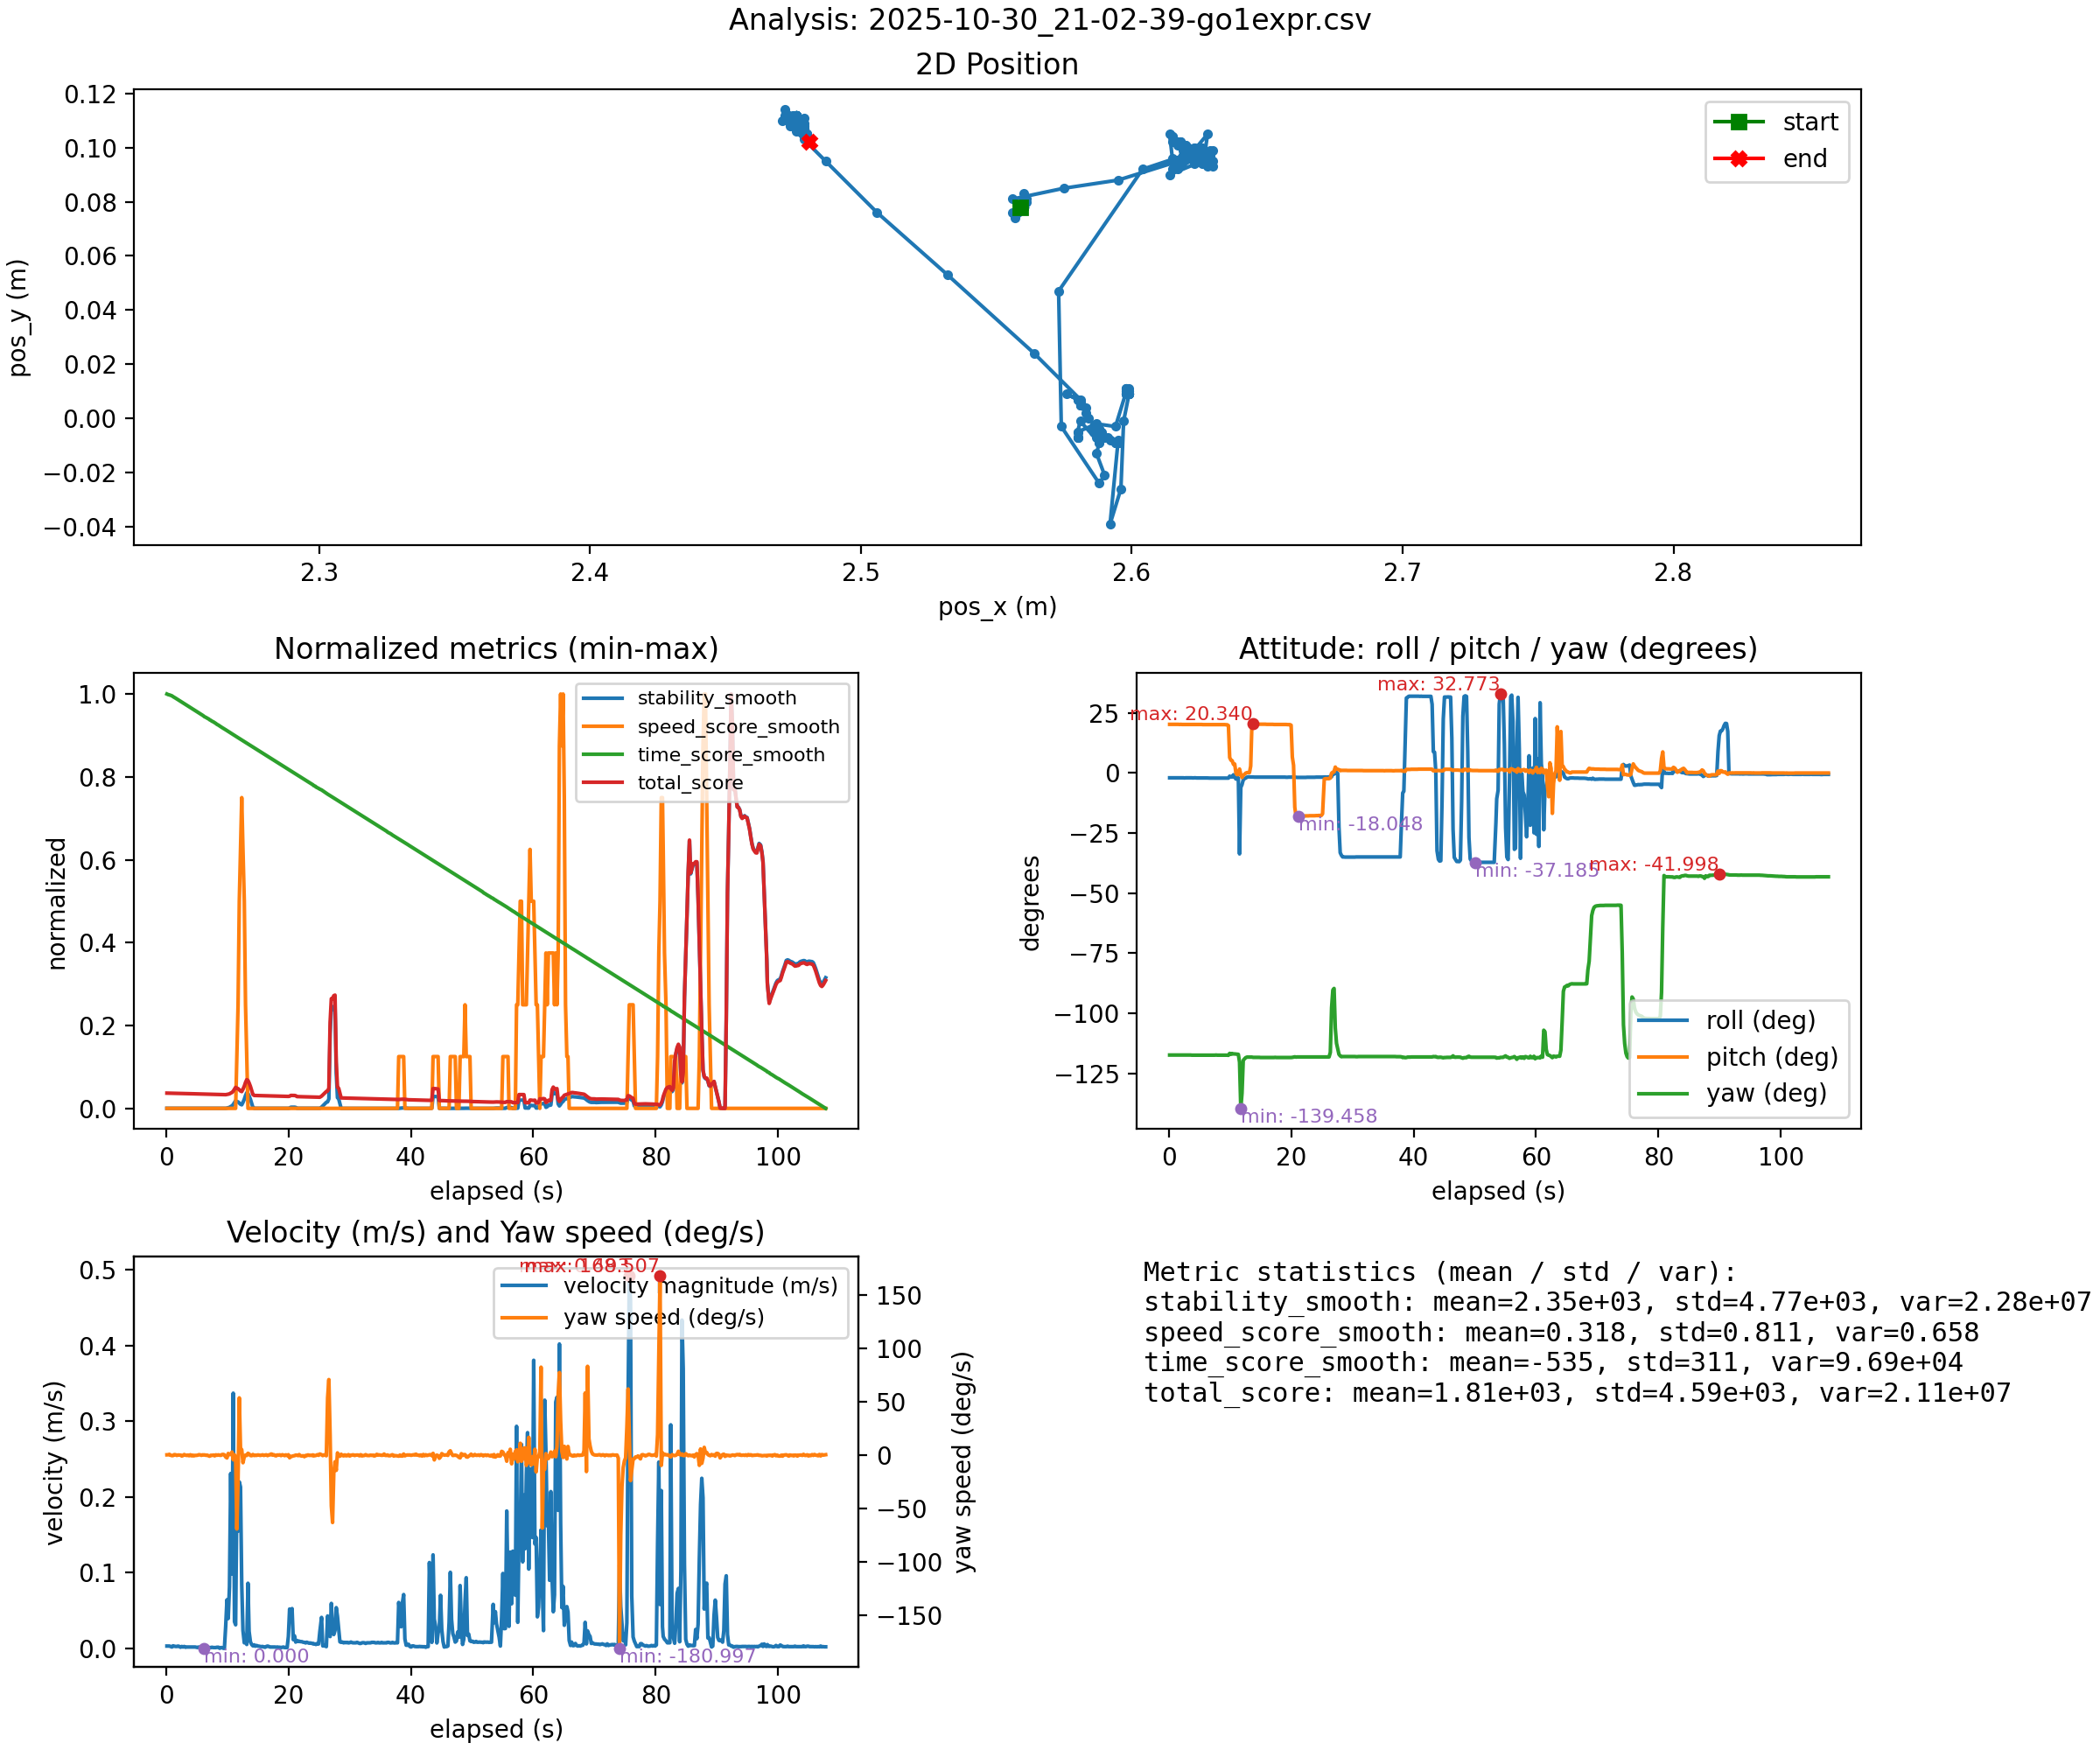 Analysis: 2025-10-30_21-02-39-go1expr.csv
2D Position
0.12
0.10
0.08
0.06
0.04
0.02
0.00
−0.02
−0.04
pos_y (m)
start
end
2.3 2.4 2.5 2.6 2.7 2.8
pos_x (m)
Normalized metrics (min-max)
1.0
0.8
0.6
0.4
0.2
0.0
normalized
stability_smooth
speed_score_smooth
time_score_smooth
total_score
0 20 40 60 80 100
elapsed (s)
Attitude: roll / pitch / yaw (degrees)
25
0
−25
−50
−75
−100
−125
degrees
max: 32.773
max: 20.340
min: -18.048
min: -37.185
max: -41.998
min: -139.458
roll (deg)
pitch (deg)
yaw (deg)
0 20 40 60 80 100
elapsed (s)
Velocity (m/s) and Yaw speed (deg/s)
0.5
0.4
0.3
0.2
0.1
0.0
velocity (m/s)
max: 168.507
velocity magnitude (m/s)
yaw speed (deg/s)
min: 0.000
min: -180.997
150
100
50
0
−50
−100
−150
yaw speed (deg/s)
0 20 40 60 80 100
elapsed (s)
Metric statistics (mean / std / var):
stability_smooth: mean=2.35e+03, std=4.77e+03, var=2.28e+07
speed_score_smooth: mean=0.318, std=0.811, var=0.658
time_score_smooth: mean=-535, std=311, var=9.69e+04
total_score: mean=1.81e+03, std=4.59e+03, var=2.11e+07